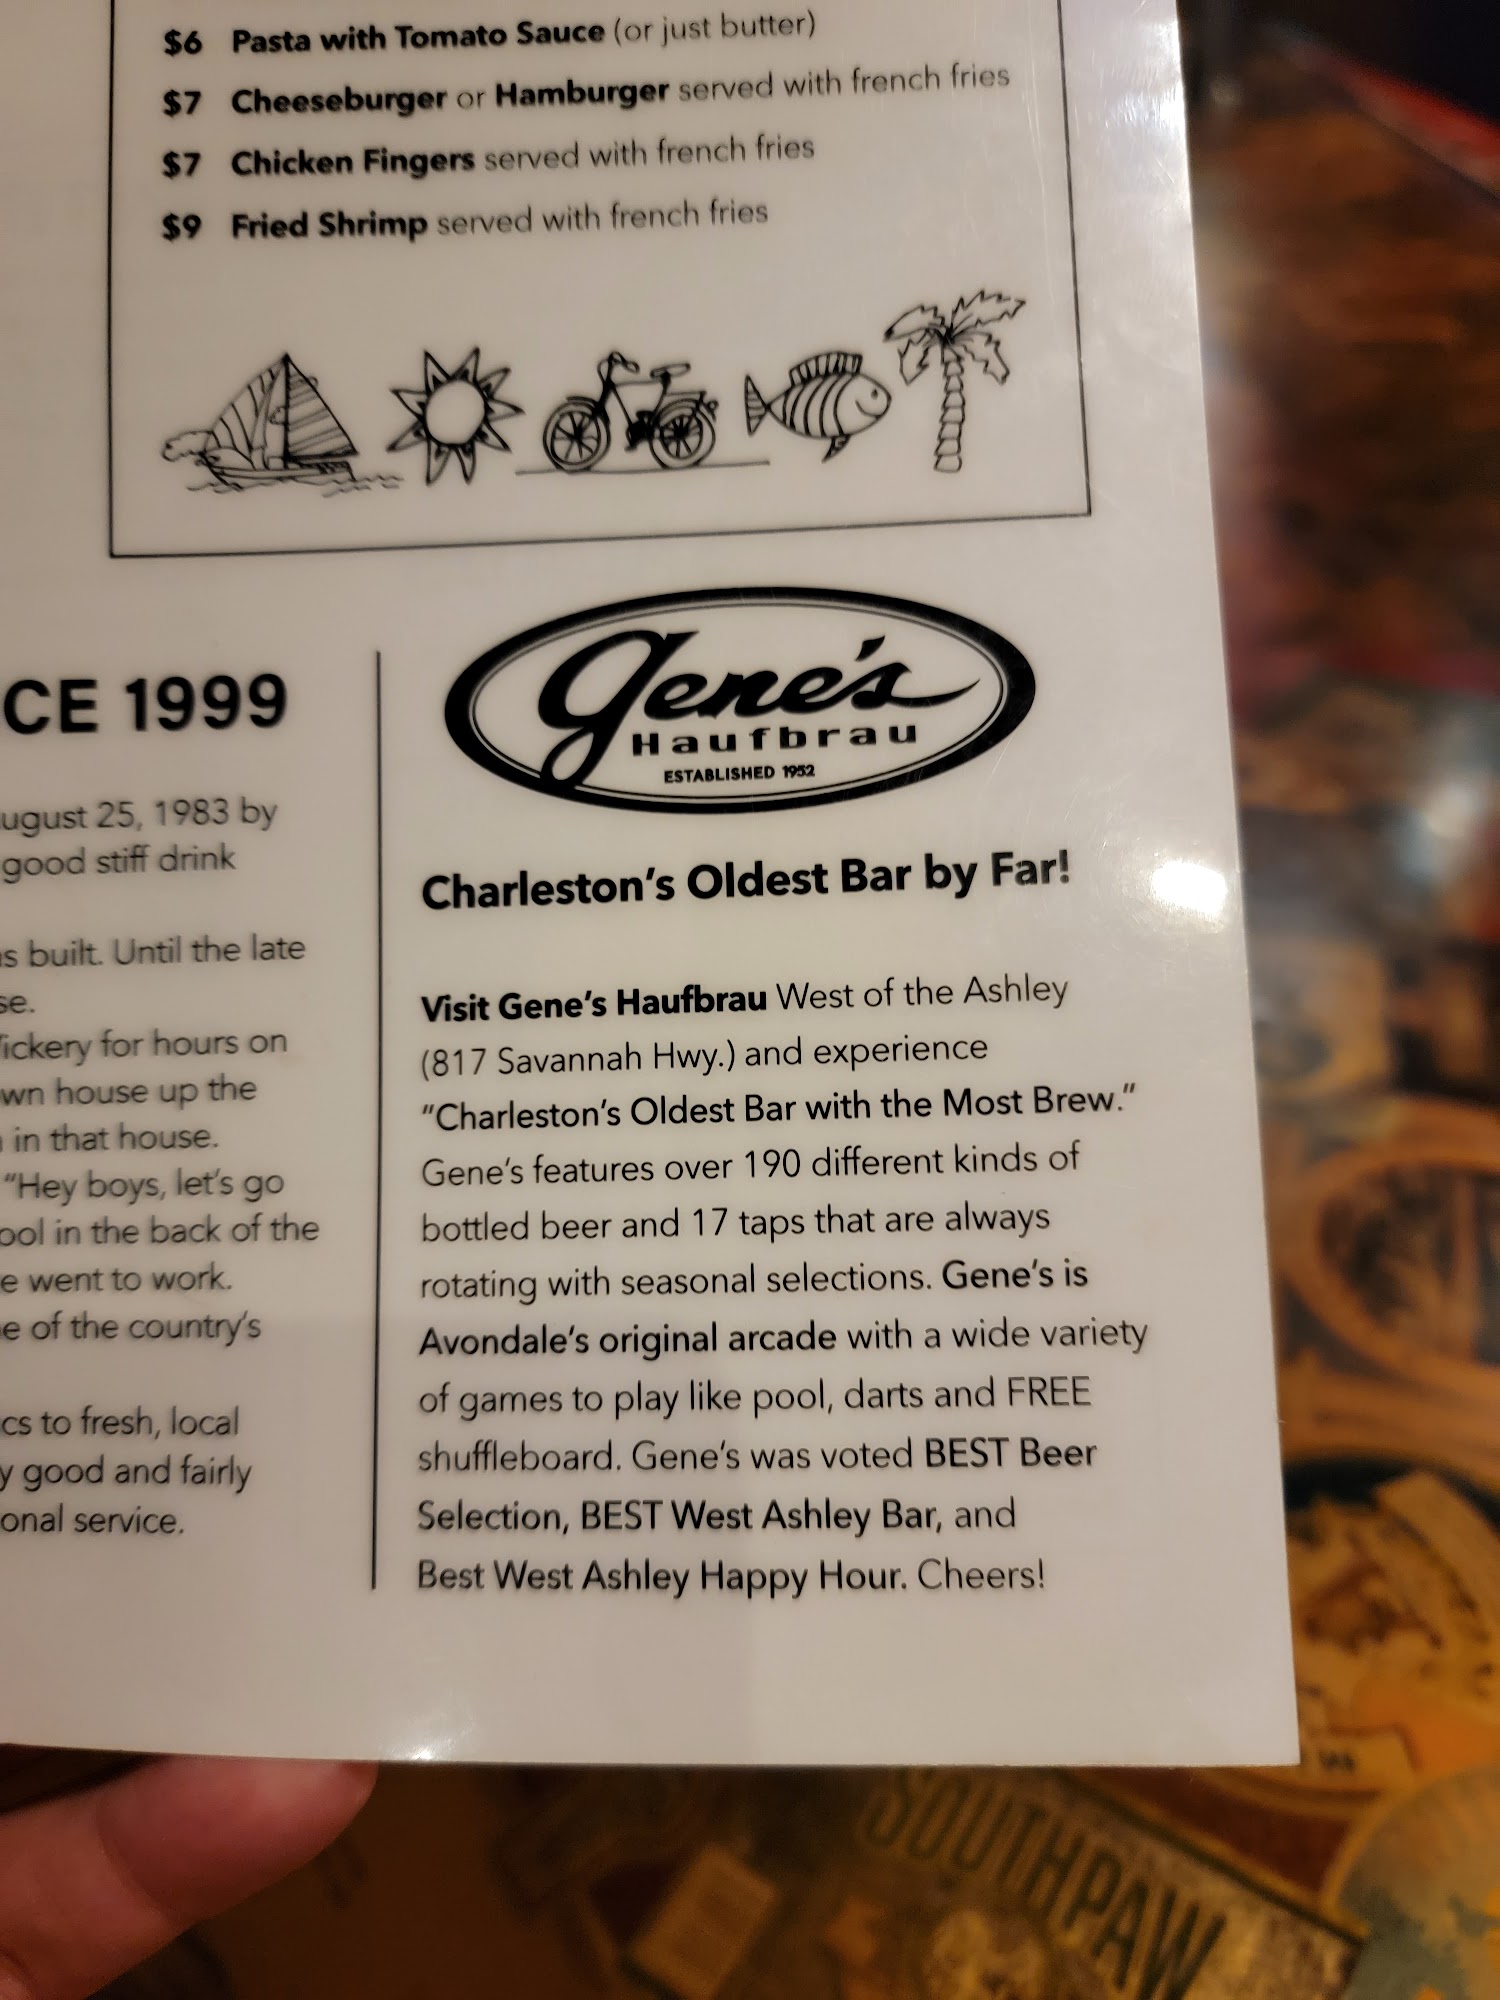 $6 Pasta with Tomato Sauce (or just butter)
$7 Cheeseburger or Hamburger served with french fries
$7 Chicken Fingers served with french fries
$9 Fried Shrimp served with french fries
CE 1999
ugust 25, 1983 by
good stiff drink
s built. Until the late
se.
ickery for hours on
wn house up the
in that house.
"Hey boys, let's go
ool in the back of the
e went to work.
e of the country's
cs to fresh, local
y good and fairly
onal service.
Gene's
Haufbrau
ESTABLISHED 1952
Charleston's Oldest Bar by Far!
Visit Gene's Haufbrau West of the Ashley
(817 Savannah Hwy.) and experience
"Charleston's Oldest Bar with the Most Brew."
Gene's features over 190 different kinds of
bottled beer and 17 taps that are always
rotating with seasonal selections. Gene's is
Avondale's original arcade with a wide variety
of games to play like pool, darts and FREE
shuffleboard. Gene's was voted BEST Beer
Selection, BEST West Ashley Bar, and
Best West Ashley Happy Hour. Cheers!
SOUTHPAW